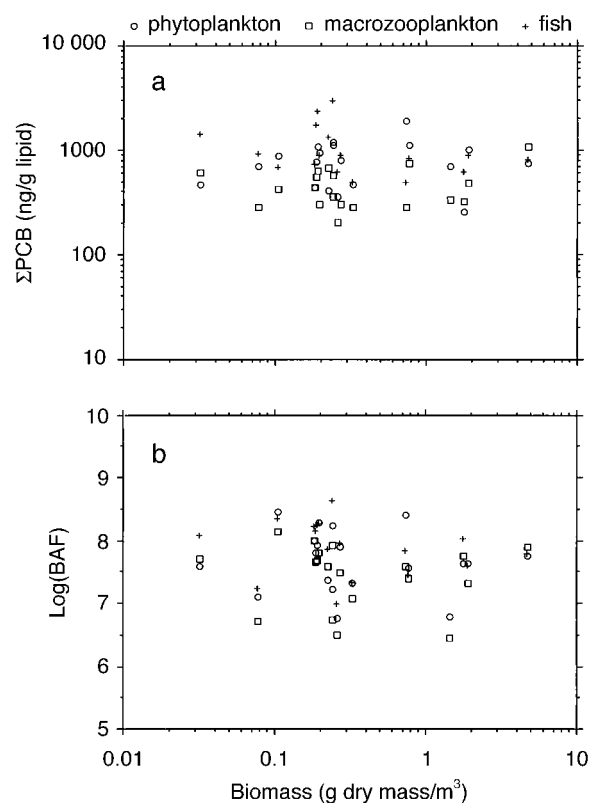 ○ phytoplankton □ macrozooplankton + fish
10 000
a
1000
100
10
ΣPCB (ng/g lipid)
10
b
9
8
7
6
5
Log(BAF)
0.01 0.1 1 10
Biomass (g dry mass/m³)